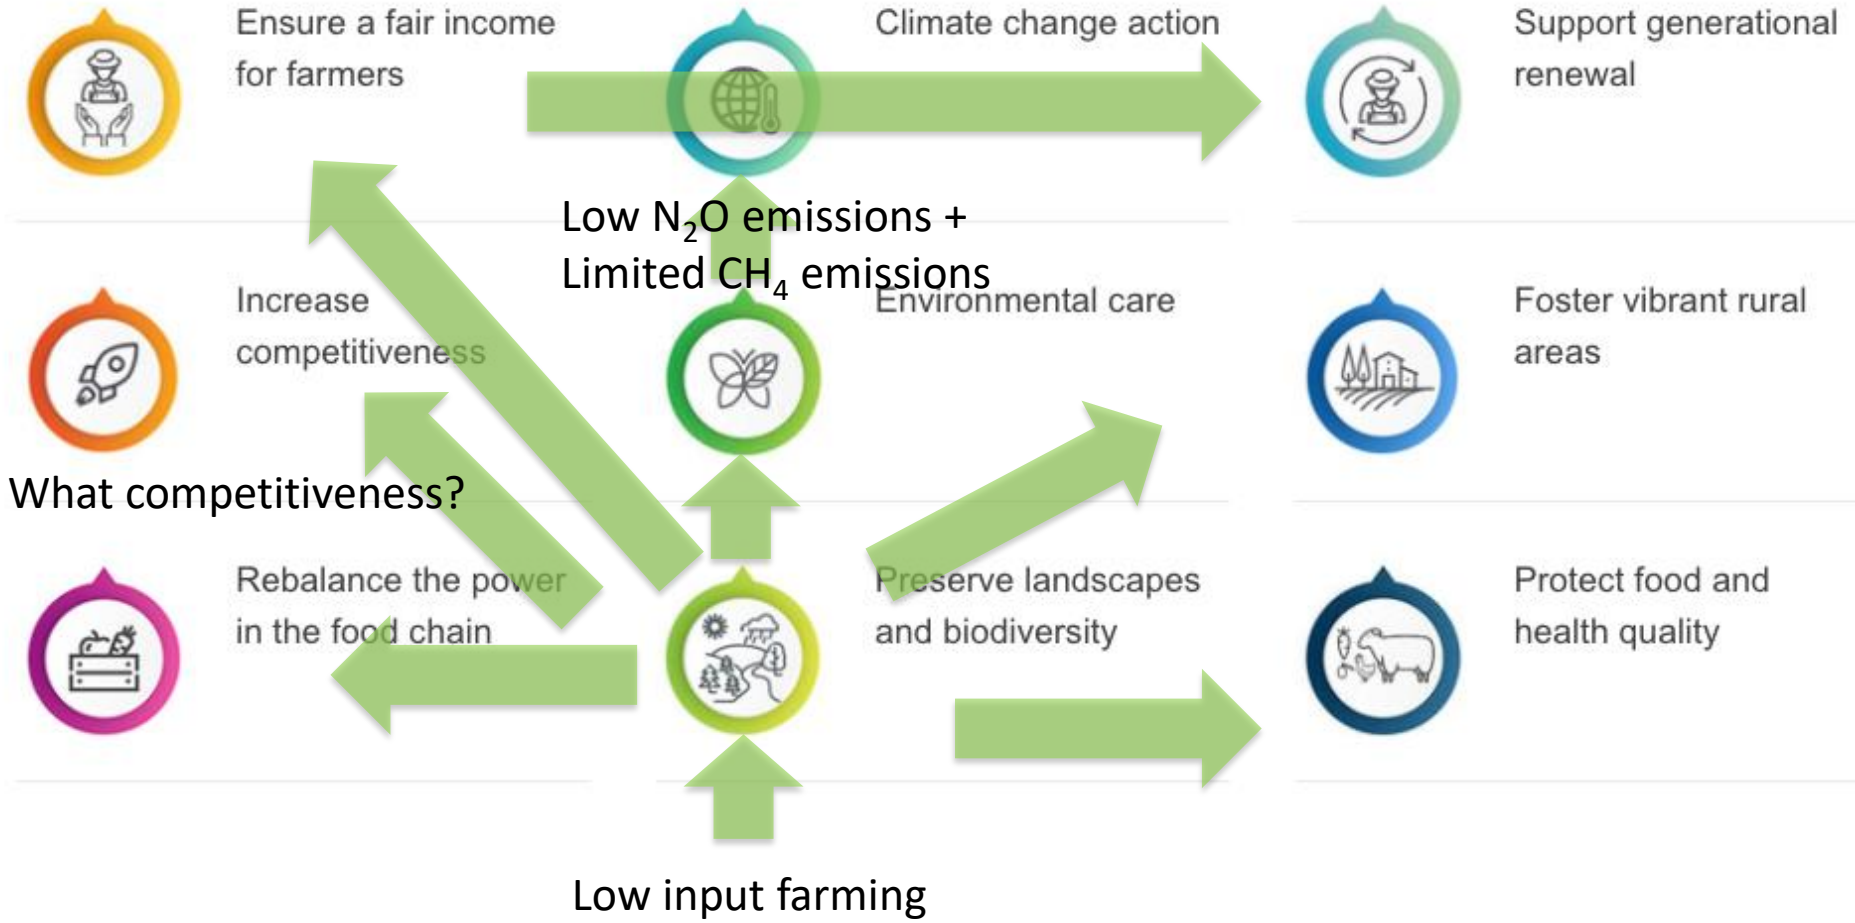 Ensure a fair income
for farmers
Climate change action
Support generational
renewal
Low N₂O emissions +
Limited CH₄ emissions
Increase
competitiveness
Environmental care
Foster vibrant rural
areas
What competitiveness?
Rebalance the power
in the food chain
Preserve landscapes
and biodiversity
Protect food and
health quality
Low input farming